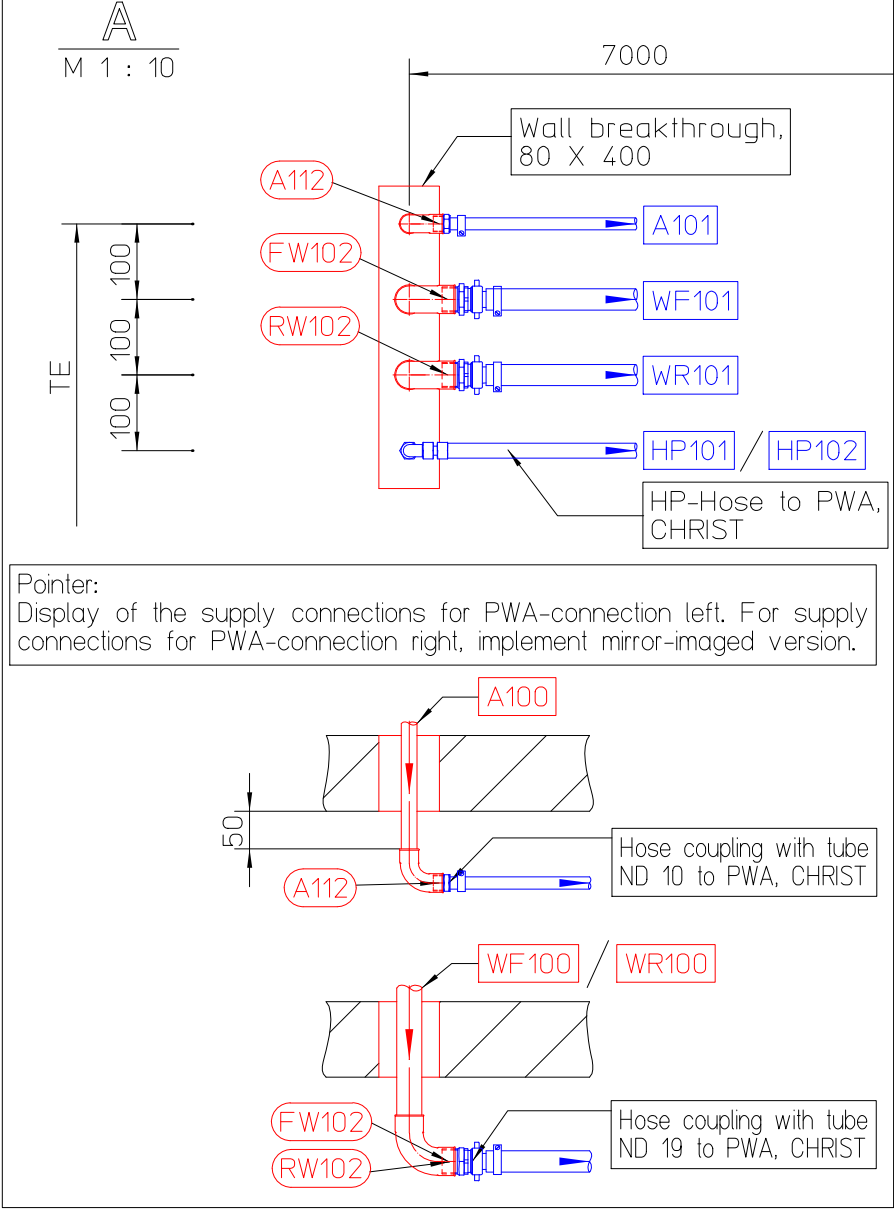 A
M 1 : 10
7000
Wall breakthrough,
80 X 400
A112
A101
FW102
100
WF101
RW102
100
WR101
TE
100
HP101 / HP102
HP-Hose to PWA,
CHRIST
Pointer:
Display of the supply connections for PWA-connection left. For supply
connections for PWA-connection right, implement mirror-imaged version.
A100
50
Hose coupling with tube
ND 10 to PWA, CHRIST
A112
WF100 / WR100
FW102
Hose coupling with tube
ND 19 to PWA, CHRIST
RW102